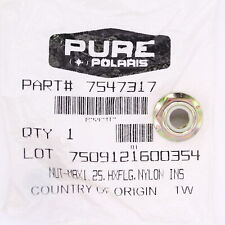 PURE
POLARIS
PART# 7547317
QTY 1
LOT 7509121600354
NUT-M8X1.25,HXFLG,NYLON INS
COUNTRY OF ORIGIN TW